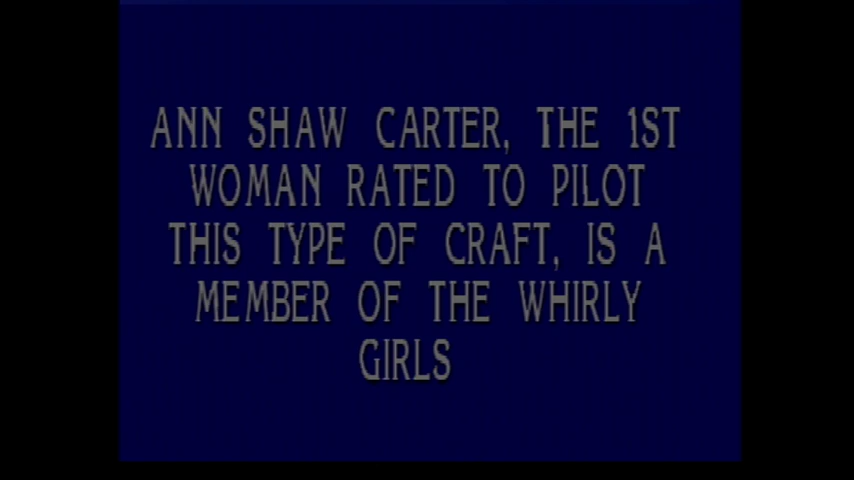 ANN SHAW CARTER, THE 1ST
WOMAN RATED TO PILOT
THIS TYPE OF CRAFT, IS A
MEMBER OF THE WHIRLY
GIRLS